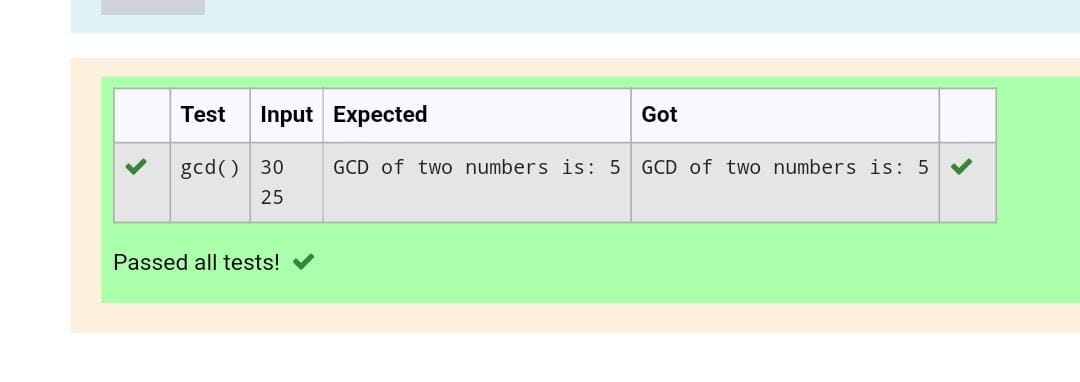 Test Input Expected Got
gcd() 30 GCD of two numbers is: 5 GCD of two numbers is: 5
25
Passed all tests!